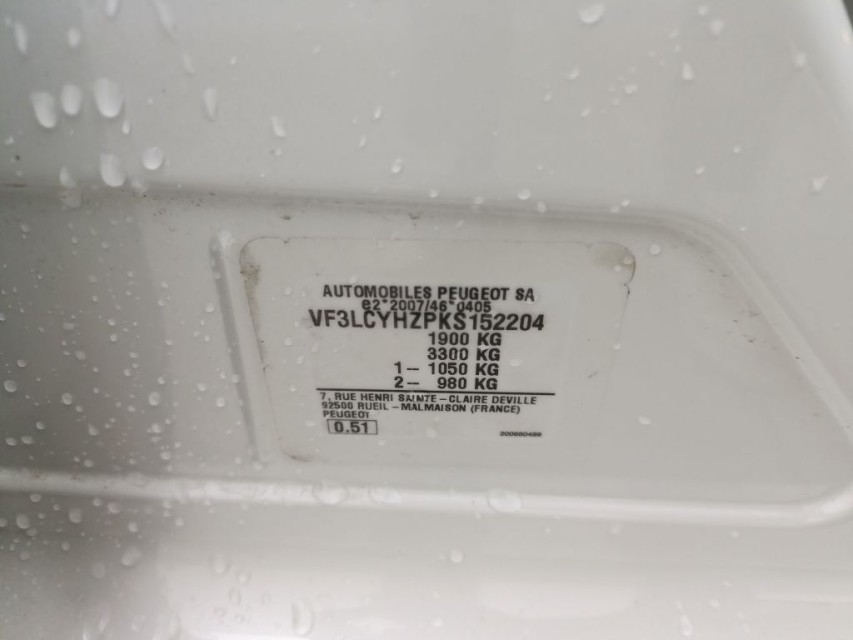 AUTOMOBILES PEUGEOT SA
e2*2007/46*0405
VF3LCYHZPKS152204
1900 KG
3300 KG
1– 1050 KG
2– 980 KG
7, RUE HENRI SAINTE–CLAIRE DEVILLE
92500 RUEIL –MALMAISON (FRANCE)
PEUGEOT
0.51